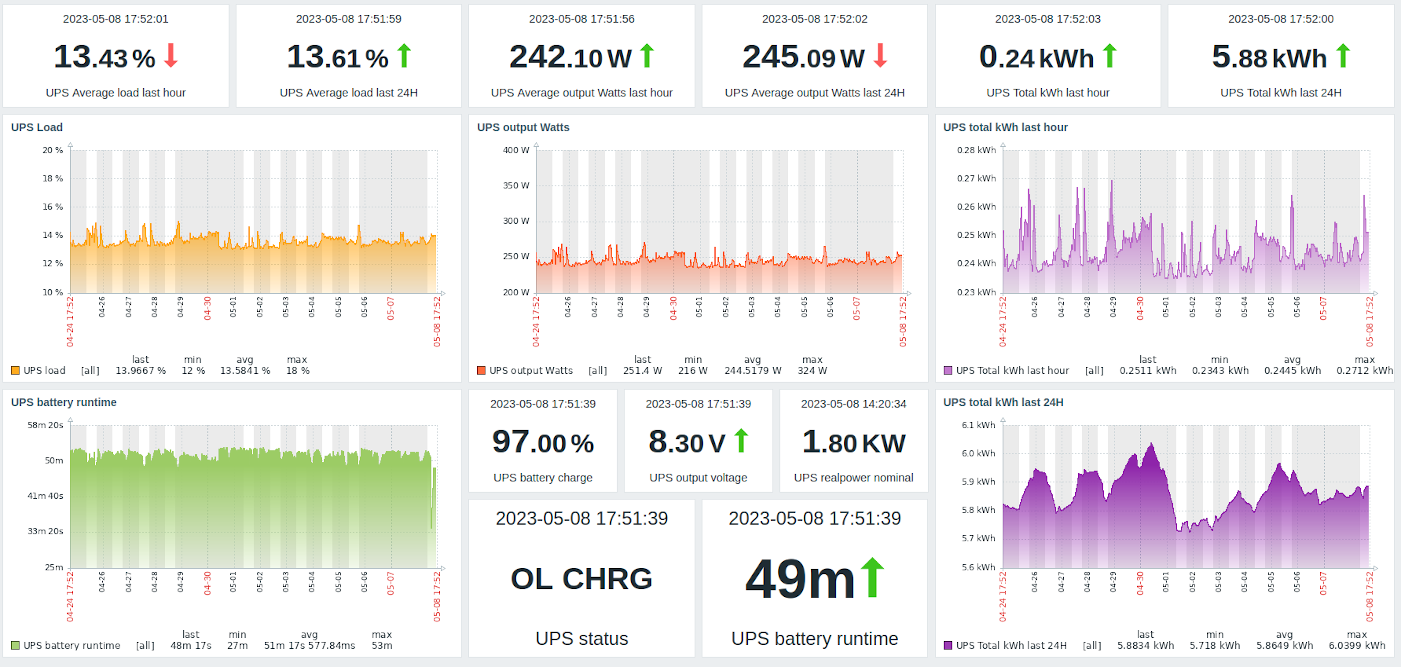 2023-05-08 17:52:01
13.43 %
UPS Average load last hour
2023-05-08 17:51:59
13.61 %
UPS Average load last 24H
2023-05-08 17:51:56
242.10 W
UPS Average output Watts last hour
2023-05-08 17:52:02
245.09 W
UPS Average output Watts last 24H
2023-05-08 17:52:03
0.24 kWh
UPS Total kWh last hour
2023-05-08 17:52:00
5.88 kWh
UPS Total kWh last 24H
UPS Load
20 %
18 %
16 %
14 %
12 %
10 %
04-24 17:52
04-26
04-27
04-28
04-29
04-30
05-01
05-02
05-03
05-04
05-05
05-06
05-07
05-08 17:52
last min avg max
UPS load [all] 13.9667 % 12 % 13.5841 % 18 %
UPS output Watts
400 W
350 W
300 W
250 W
200 W
04-24 17:52
04-26
04-27
04-28
04-29
04-30
05-01
05-02
05-03
05-04
05-05
05-06
05-07
05-08 17:52
last min avg max
UPS output Watts [all] 251.4 W 216 W 244.5179 W 324 W
UPS total kWh last hour
0.28 kWh
0.27 kWh
0.26 kWh
0.25 kWh
0.24 kWh
0.23 kWh
04-24 17:52
04-26
04-27
04-28
04-29
04-30
05-01
05-02
05-03
05-04
05-05
05-06
05-07
05-08 17:52
last min avg max
UPS Total kWh last hour [all] 0.2511 kWh 0.2343 kWh 0.2445 kWh 0.2712 kWh
UPS battery runtime
58m 20s
50m
41m 40s
33m 20s
25m
04-24 17:52
04-26
04-27
04-28
04-29
04-30
05-01
05-02
05-03
05-04
05-05
05-06
05-07
05-08 17:52
last min avg max
UPS battery runtime [all] 48m 17s 27m 51m 17s 577.84ms 53m
2023-05-08 17:51:39
97.00 %
UPS battery charge
2023-05-08 17:51:39
8.30 V
UPS output voltage
2023-05-08 14:20:34
1.80 KW
UPS realpower nominal
2023-05-08 17:51:39
OL CHRG
UPS status
2023-05-08 17:51:39
49m
UPS battery runtime
UPS total kWh last 24H
6.1 kWh
6.0 kWh
5.9 kWh
5.8 kWh
5.7 kWh
5.6 kWh
04-24 17:52
04-26
04-27
04-28
04-29
04-30
05-01
05-02
05-03
05-04
05-05
05-06
05-07
05-08 17:52
last min avg max
UPS Total kWh last 24H [all] 5.8834 kWh 5.718 kWh 5.8649 kWh 6.0399 kWh